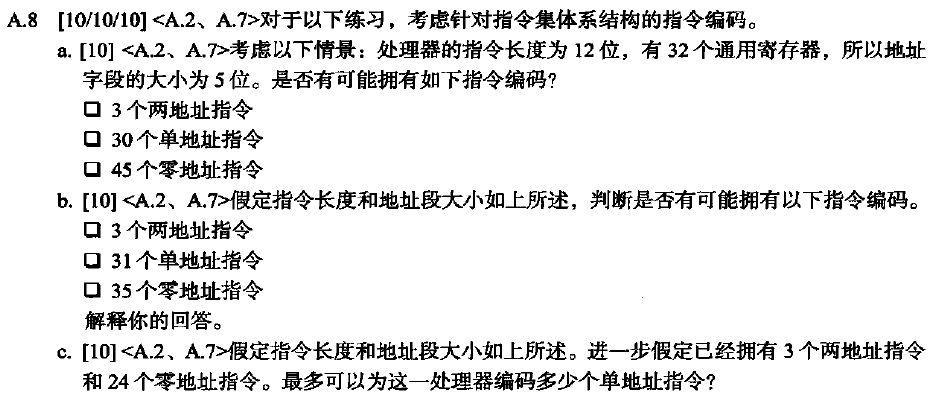 A.8 [10/10/10] <A.2、A.7>对于以下练习，考虑针对指令集体系结构的指令编码。
a. [10] <A.2、A.7>考虑以下情景：处理器的指令长度为 12 位，有 32 个通用寄存器，所以地址
字段的大小为 5 位。是否有可能拥有如下指令编码？
❑ 3 个两地址指令
❑ 30 个单地址指令
❑ 45 个零地址指令
b. [10] <A.2、A.7>假定指令长度和地址段大小如上所述，判断是否有可能拥有以下指令编码。
❑ 3 个两地址指令
❑ 31 个单地址指令
❑ 35 个零地址指令
解释你的回答。
c. [10] <A.2、A.7>假定指令长度和地址段大小如上所述。进一步假定已经拥有 3 个两地址指令
和 24 个零地址指令。最多可以为这一处理器编码多少个单地址指令？